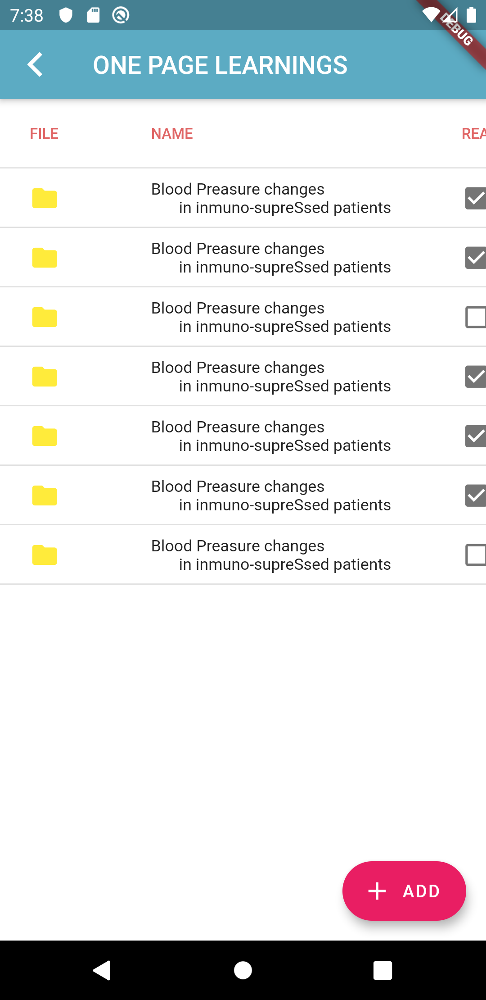 7:38
DEBUG
ONE PAGE LEARNINGS
FILE NAME REA
Blood Preasure changes
in inmuno-supreSsed patients
Blood Preasure changes
in inmuno-supreSsed patients
Blood Preasure changes
in inmuno-supreSsed patients
Blood Preasure changes
in inmuno-supreSsed patients
Blood Preasure changes
in inmuno-supreSsed patients
Blood Preasure changes
in inmuno-supreSsed patients
Blood Preasure changes
in inmuno-supreSsed patients
ADD